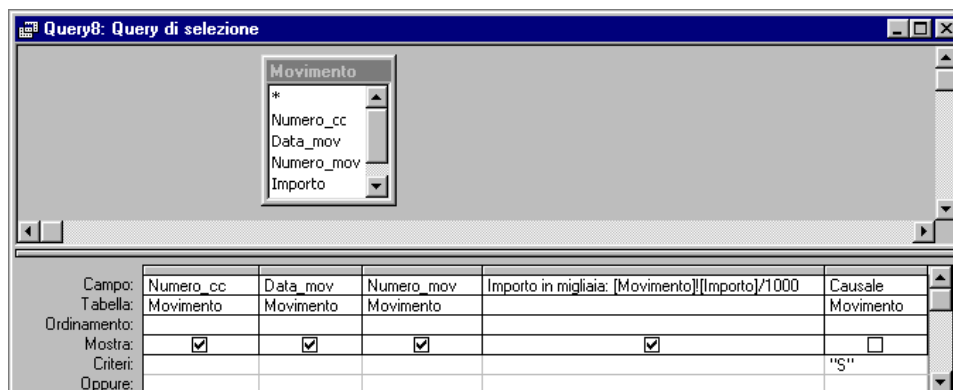 Query8: Query di selezione
Movimento
*
Numero_cc
Data_mov
Numero_mov
Importo
Campo: Numero_cc Data_mov Numero_mov Importo in migliaia: [Movimento]![Importo]/1000 Causale
Tabella: Movimento Movimento Movimento Movimento
Ordinamento:
Mostra:
Criteri: "S"
Oppure: